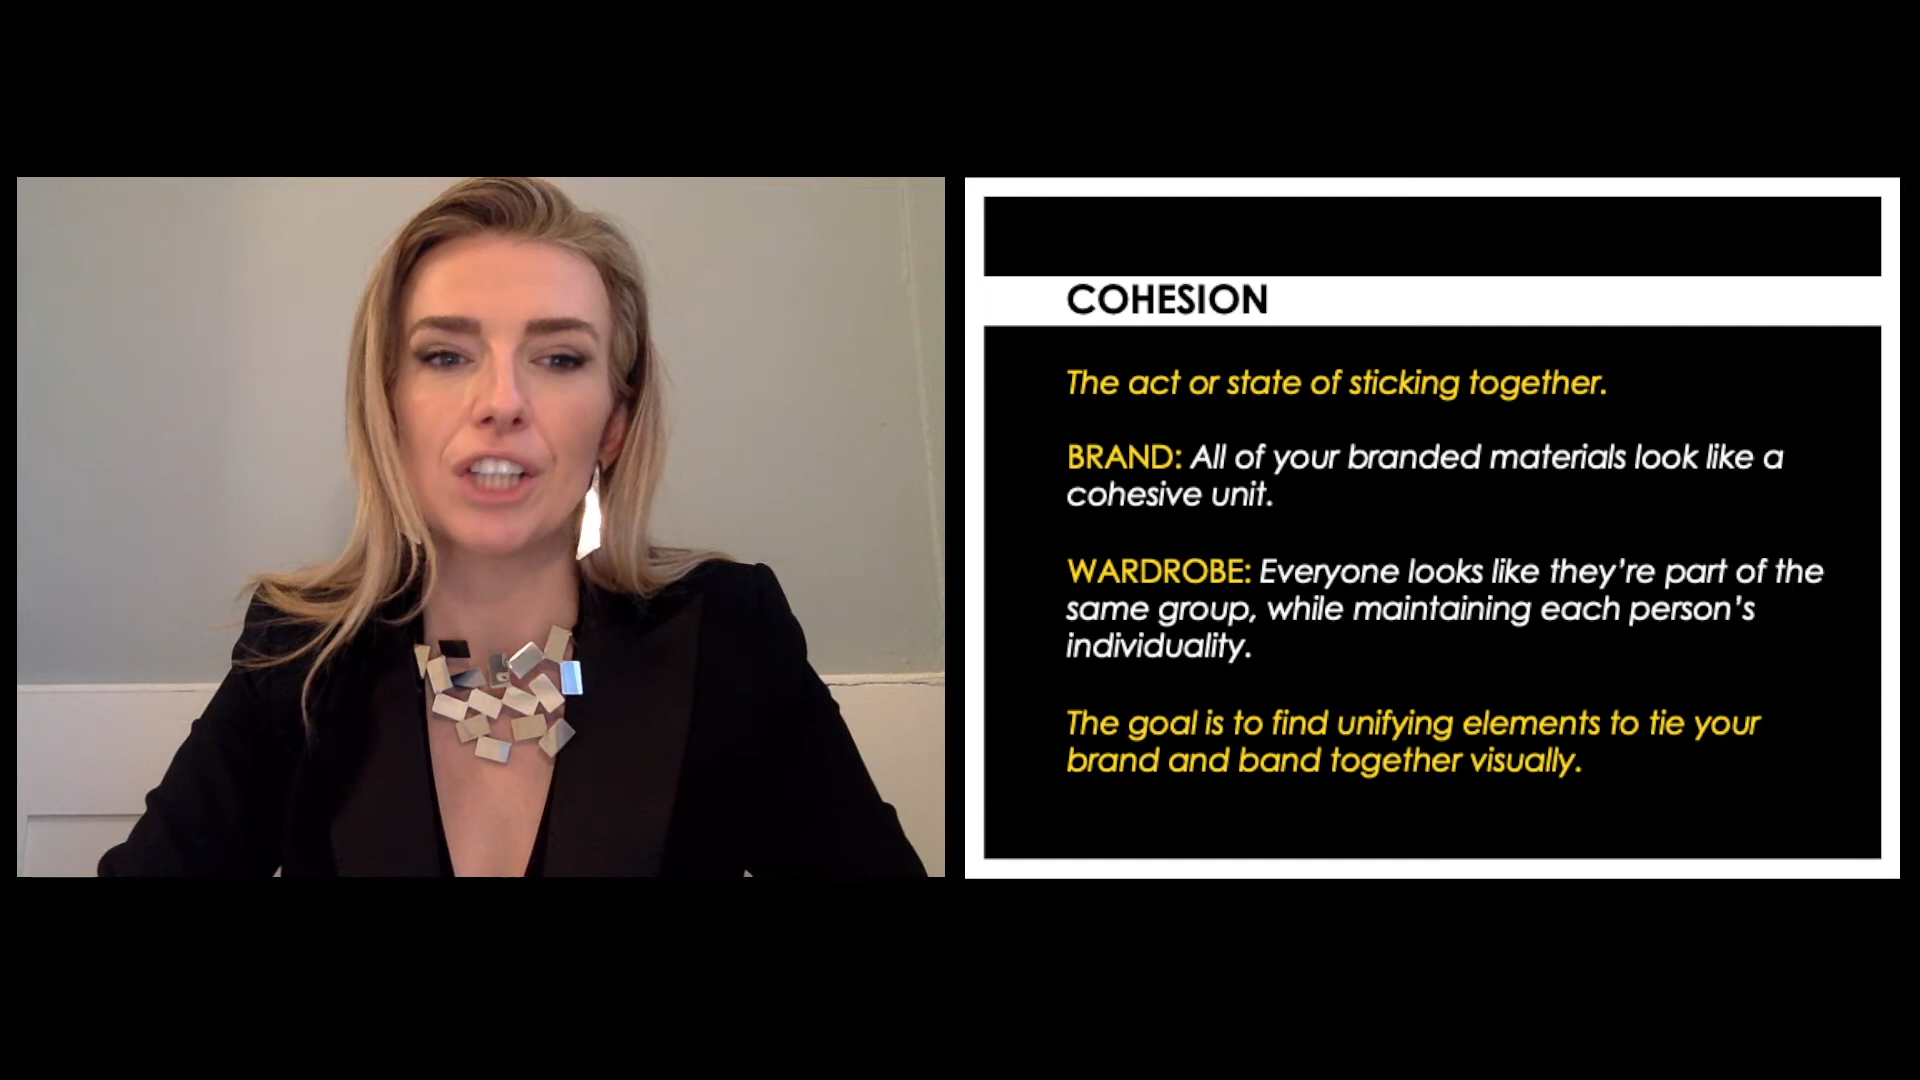 COHESION
The act or state of sticking together.
BRAND: All of your branded materials look like a
cohesive unit.
WARDROBE: Everyone looks like they're part of the
same group, while maintaining each person's
individuality.
The goal is to find unifying elements to tie your
brand and band together visually.